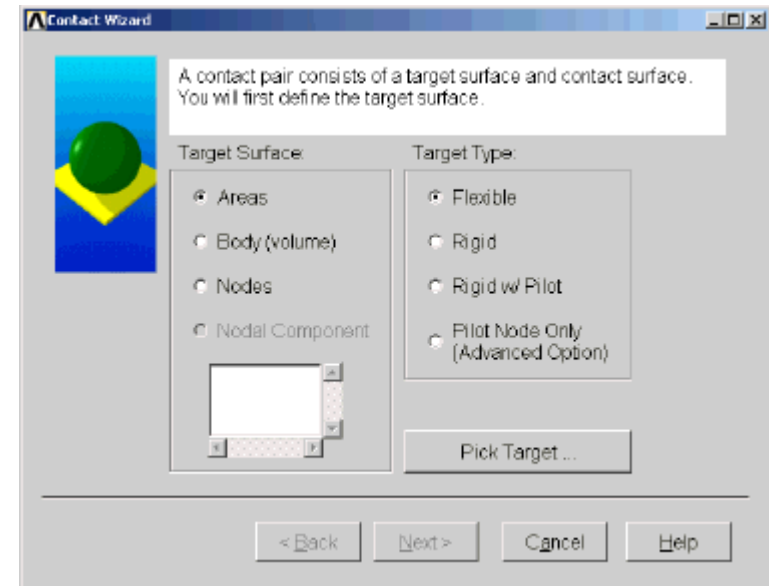 Contact Wizard
A contact pair consists of a target surface and contact surface.
You will first define the target surface.
Target Surface:
Target Type:
Areas
Body (volume)
Nodes
Nodal Component
Flexible
Rigid
Rigid w/ Pilot
Pilot Node Only
(Advanced Option)
Pick Target ...
< Back
Next >
Cancel
Help